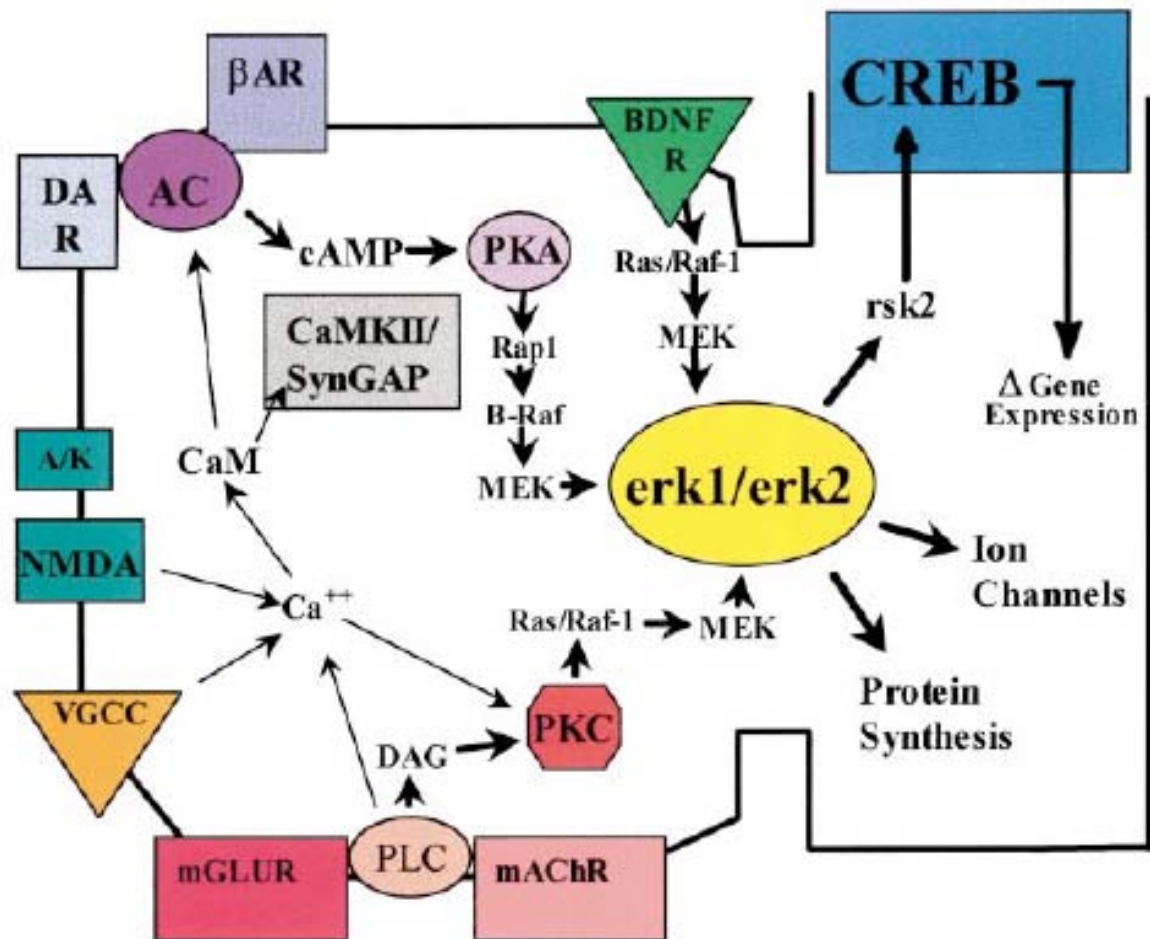 βAR
CREB
BDNF
R
DA
R
AC
cAMP
PKA
Ras/Raf-1
rsk2
CaMKII/
SynGAP
Rap1
MEK
Δ Gene
Expression
B-Raf
A/K
CaM
MEK
erk1/erk2
NMDA
Ca++
Ion
Channels
Ras/Raf-1
MEK
VGCC
PKC
Protein
Synthesis
DAG
mGLUR
PLC
mAChR